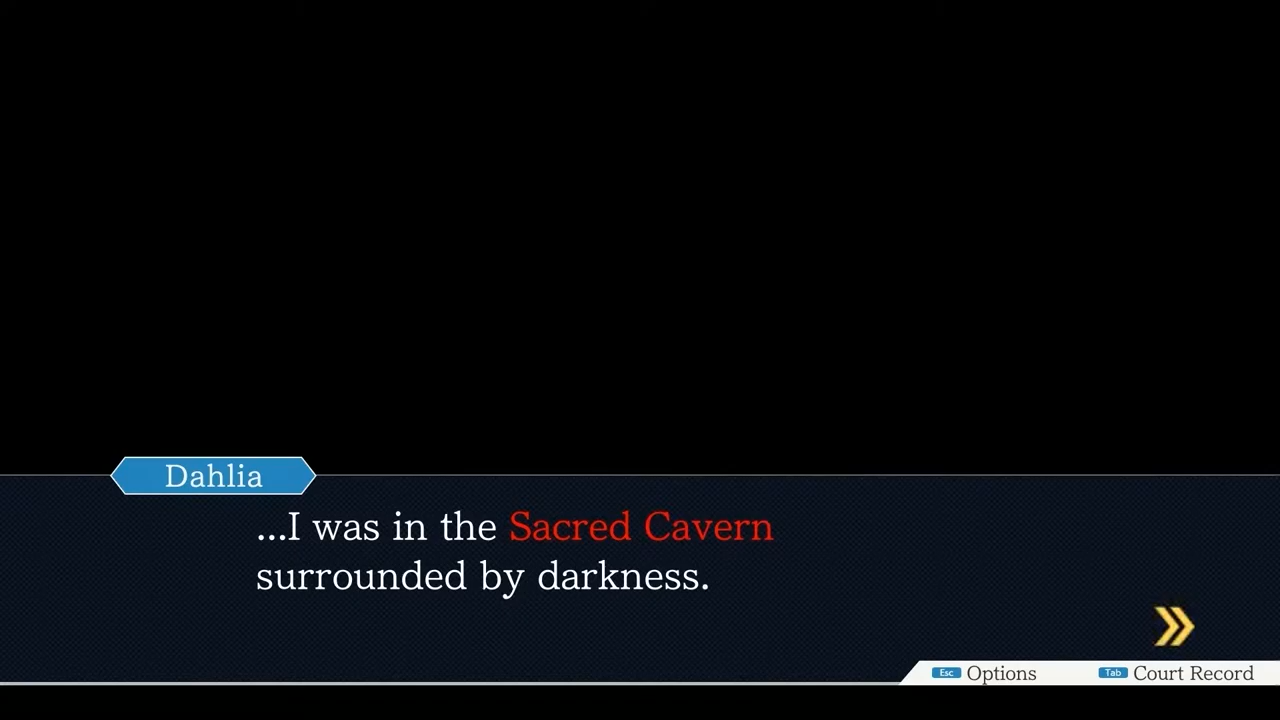 Dahlia
...I was in the Sacred Cavern
surrounded by darkness.
Esc Options Tab Court Record